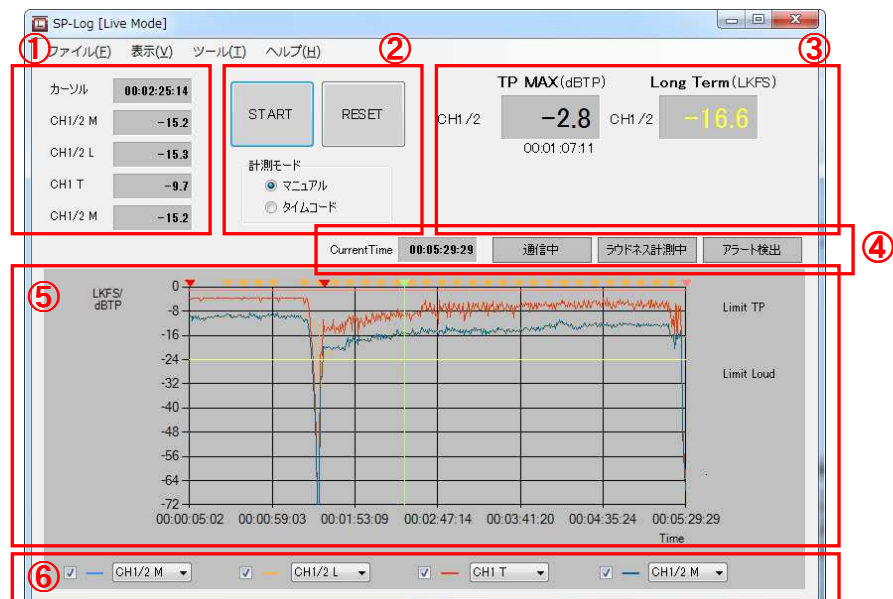 SP-Log [Live Mode]
① ファイル(F) 表示(V) ツール(T) ヘルプ(H) ② ③
カーソル 00:02:25:14
CH1/2 M -15.2
CH1/2 L -15.3
CH1 T -9.7
CH1/2 M -15.2
START RESET
計測モード
マニュアル
タイムコード
TP MAX(dBTP) Long Term(LKFS)
CH1/2 -2.8 CH1/2 -16.6
00:01:07:11
CurrentTime 00:05:29:29 通信中 ラウドネス計測中 アラート検出 ④
⑤
LKFS/
dBTP
0
-8
-16
-24
-32
-40
-48
-56
-64
-72
Limit TP
Limit Loud
00:00:05:02 00:00:59:03 00:01:53:09 00:02:47:14 00:03:41:20 00:04:35:24 00:05:29:29
Time
⑥ CH1/2 M CH1/2 L CH1 T CH1/2 M